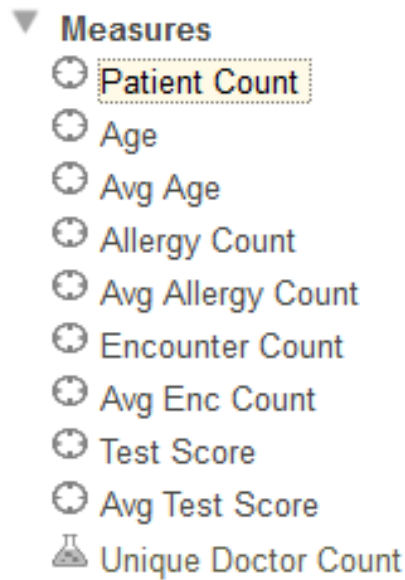 Measures
Patient Count
Age
Avg Age
Allergy Count
Avg Allergy Count
Encounter Count
Avg Enc Count
Test Score
Avg Test Score
Unique Doctor Count